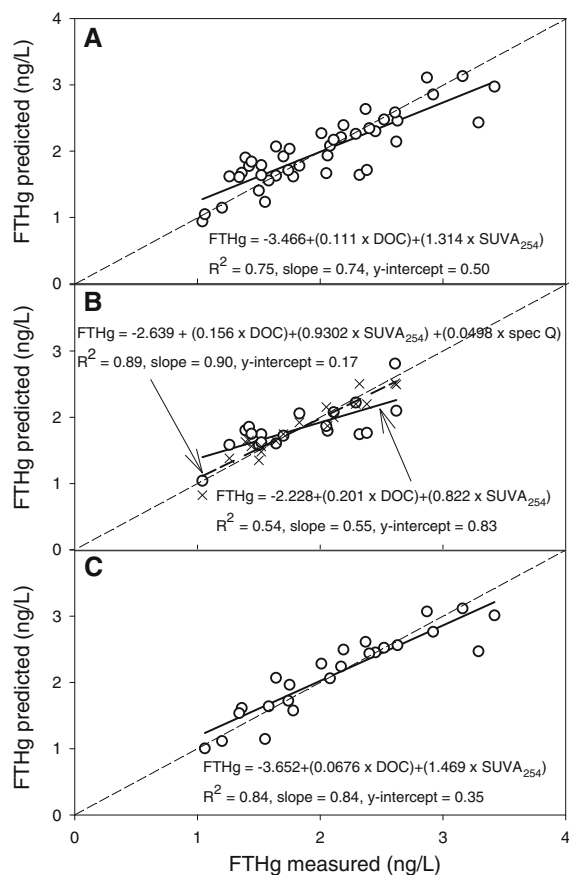 A
FTHg predicted (ng/L)
4
3
2
1
0
FTHg = -3.466+(0.111 x DOC)+(1.314 x SUVA254)
R2 = 0.75, slope = 0.74, y-intercept = 0.50
B
FTHg predicted (ng/L)
3
2
1
0
FTHg = -2.639 + (0.156 x DOC)+(0.9302 x SUVA254) +(0.0498 x spec Q)
R2 = 0.89, slope = 0.90, y-intercept = 0.17
FTHg = -2.228+(0.201 x DOC)+(0.822 x SUVA254)
R2 = 0.54, slope = 0.55, y-intercept = 0.83
C
FTHg predicted (ng/L)
3
2
1
0
FTHg = -3.652+(0.0676 x DOC)+(1.469 x SUVA254)
R2 = 0.84, slope = 0.84, y-intercept = 0.35
0 1 2 3 4
FTHg measured (ng/L)